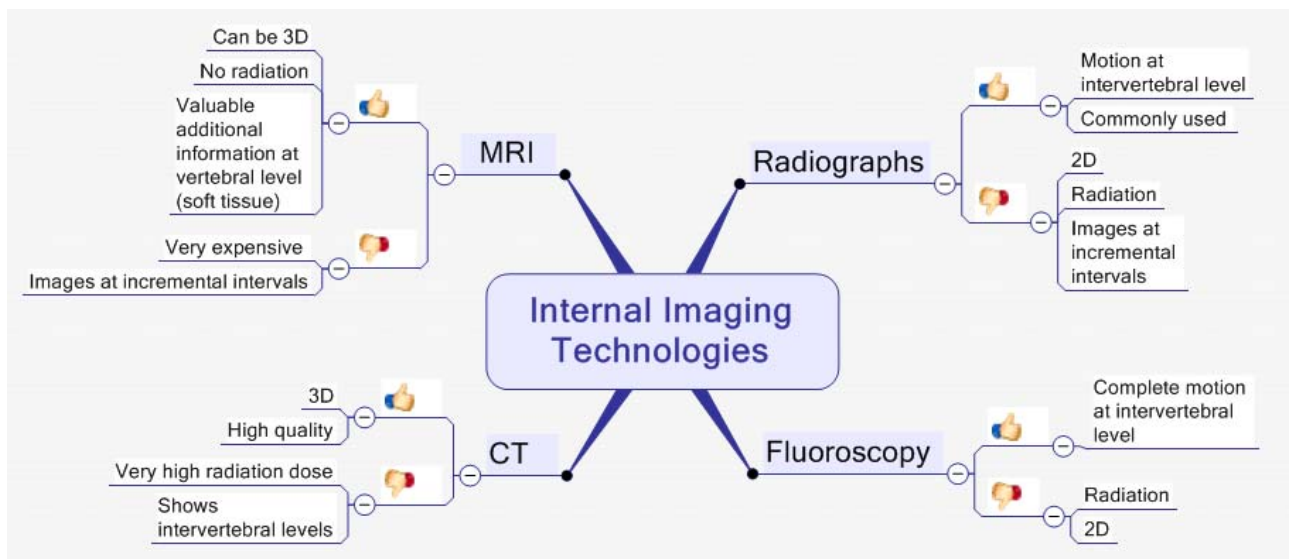 Internal Imaging
Technologies
MRI
Can be 3D
No radiation
Valuable
additional
information at
vertebral level
(soft tissue)
Very expensive
Images at incremental intervals
Radiographs
Motion at
intervertebral level
Commonly used
2D
Radiation
Images at
incremental
intervals
CT
3D
High quality
Very high radiation dose
Shows
intervertebral levels
Fluoroscopy
Complete motion
at intervertebral
level
Radiation
2D